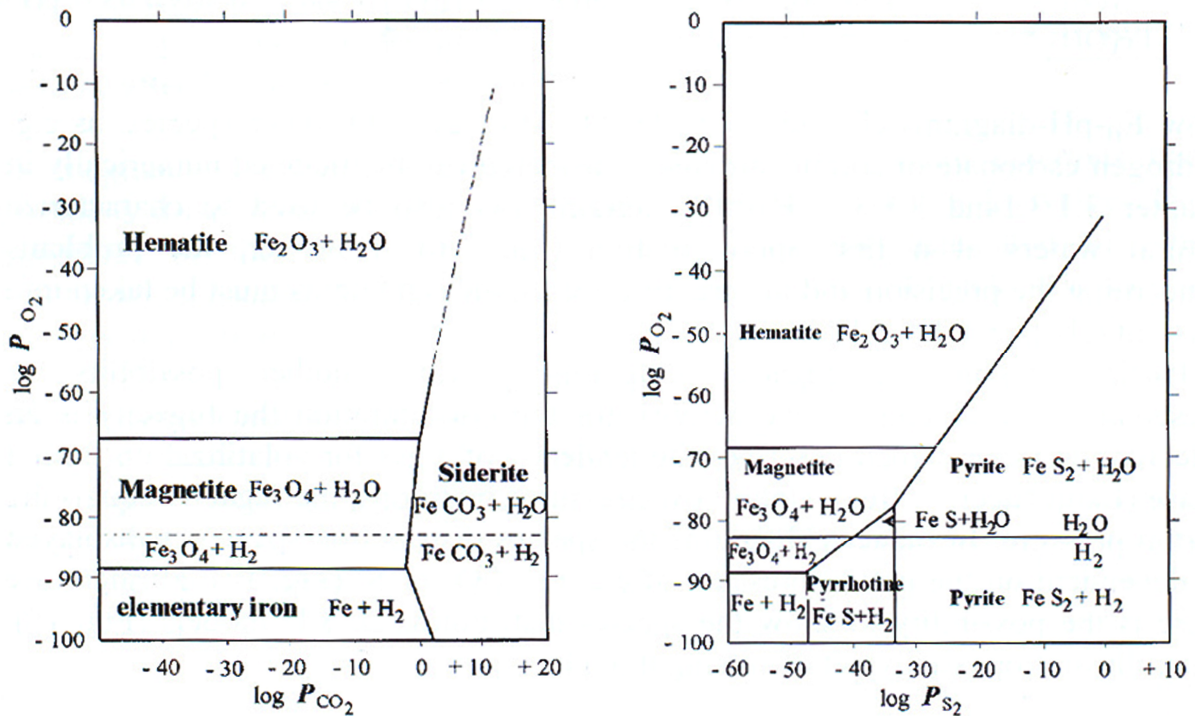 0
- 10
- 20
- 30
Hematite Fe₂O₃+ H₂O
- 40
log P O₂
- 50
- 60
- 70
Siderite
Magnetite Fe₃O₄+ H₂O
Fe CO₃+ H₂O
- 80
Fe₃O₄+ H₂
Fe CO₃+ H₂
- 90
elementary iron Fe + H₂
- 100
- 40 - 30 - 20 - 10 0 + 10 + 20
log P CO₂
0
- 10
- 20
- 30
- 40
log P O₂
- 50
Hematite Fe₂O₃+ H₂O
- 60
- 70
Magnetite
Pyrite Fe S₂+ H₂O
Fe₃O₄+ H₂O
- 80
Fe S+H₂O
H₂O
Fe₃O₄+ H₂
H₂
- 90
Pyrrhotine
Fe + H₂
Fe S+H₂
Pyrite Fe S₂+ H₂
- 100
-60 - 50 - 40 - 30 - 20 - 10 0 + 10
log P S₂